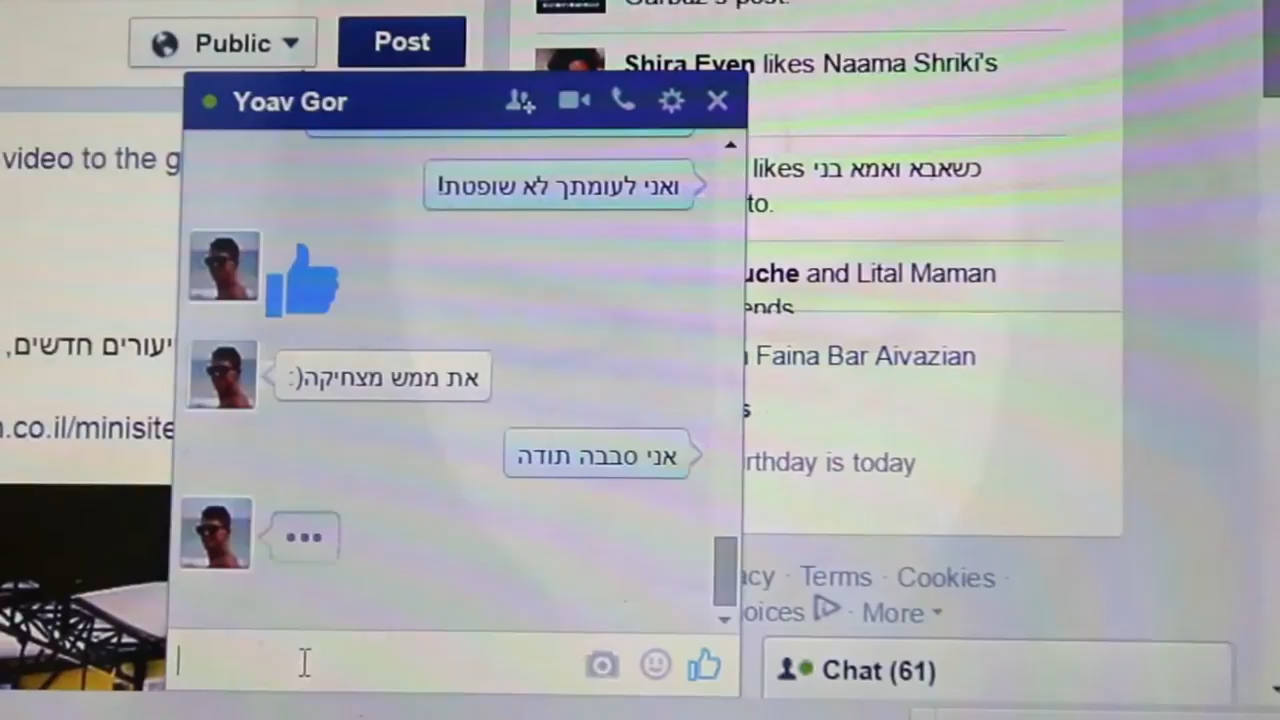 Public
Post
Shira Even likes Naama Shriki's
Yoav Gor
video to the g
ואני לעומתך לא שופטת!
likes כשאבא ואמא בני
to.
uche and Lital Maman
ends
יעורים חדשים,
Faina Bar Aivazian
את ממש מצחיקה(:
s
n.co.il/minisite
אני סבבה תודה
rthday is today
acy · Terms · Cookies ·
oices · More
Chat (61)